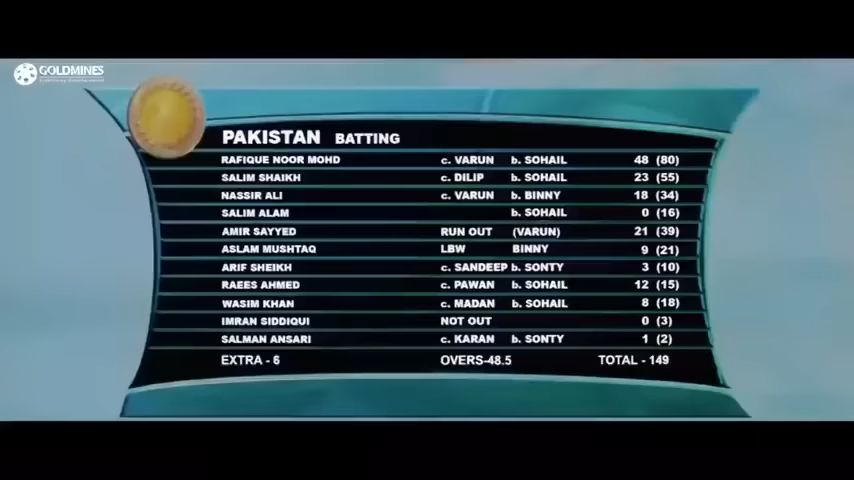 GOLDMINES
PAKISTAN BATTING
RAFIQUE NOOR MOHD c. VARUN b. SOHAIL 48 (80)
SALIM SHAIKH c. DILIP b. SOHAIL 23 (55)
NASSIR ALI c. VARUN b. BINNY 18 (34)
SALIM ALAM b. SOHAIL 0 (16)
AMIR SAYYED RUN OUT (VARUN) 21 (39)
ASLAM MUSHTAQ LBW BINNY 9 (21)
ARIF SHEIKH c. SANDEEP b. SONTY 3 (10)
RAEES AHMED c. PAWAN b. SOHAIL 12 (15)
WASIM KHAN c. MADAN b. SOHAIL 8 (18)
IMRAN SIDDIQUI NOT OUT 0 (3)
SALMAN ANSARI c. KARAN b. SONTY 1 (2)
EXTRA - 6 OVERS-48.5 TOTAL - 149